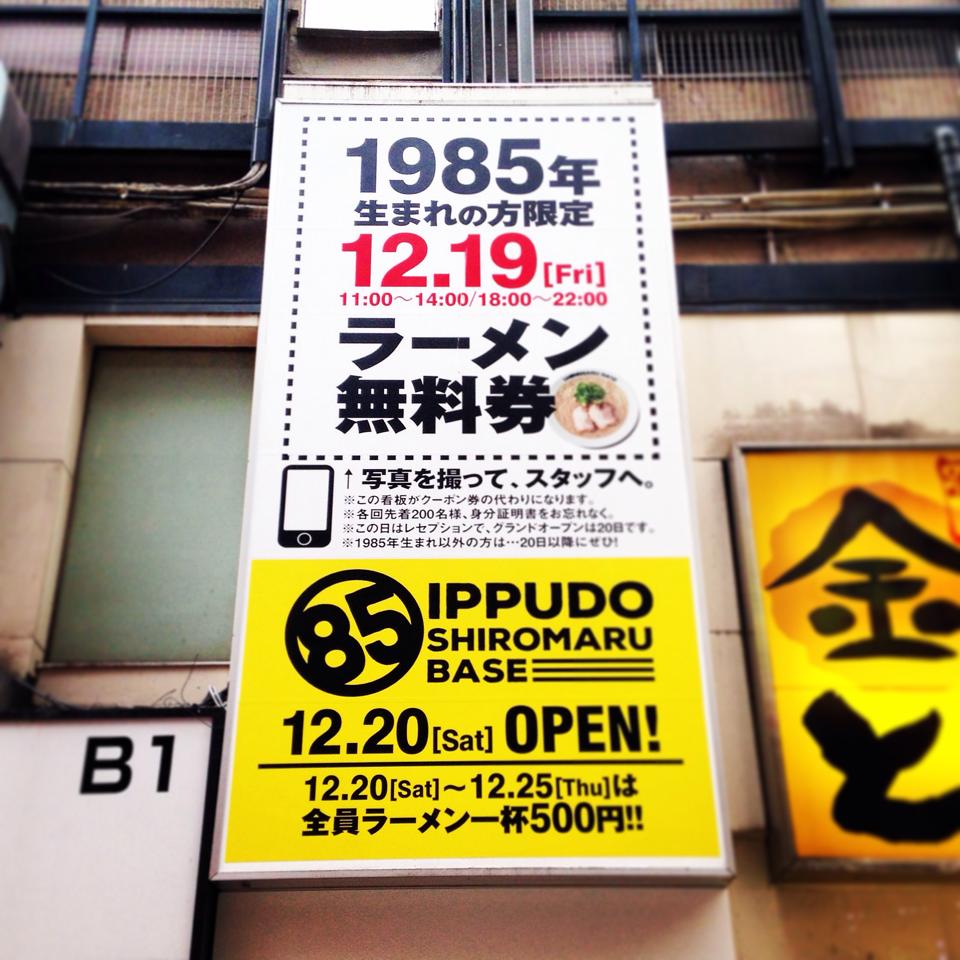 1985年
生まれの方限定
12.19[Fri]
11:00〜14:00/18:00〜22:00
ラーメン
無料券
↑写真を撮って、スタッフへ。
※この看板がクーポン券の代わりになります。
※各回先着200名様、身分証明書をお忘れなく。
※この日はレセプションで、グランドオープンは20日です。
※1985年生まれ以外の方は…20日以降にぜひ!
85
IPPUDO
SHIROMARU
BASE
12.20[Sat] OPEN!
12.20[Sat]〜12.25[Thu]は
全員ラーメン一杯500円!!
B1
金
と